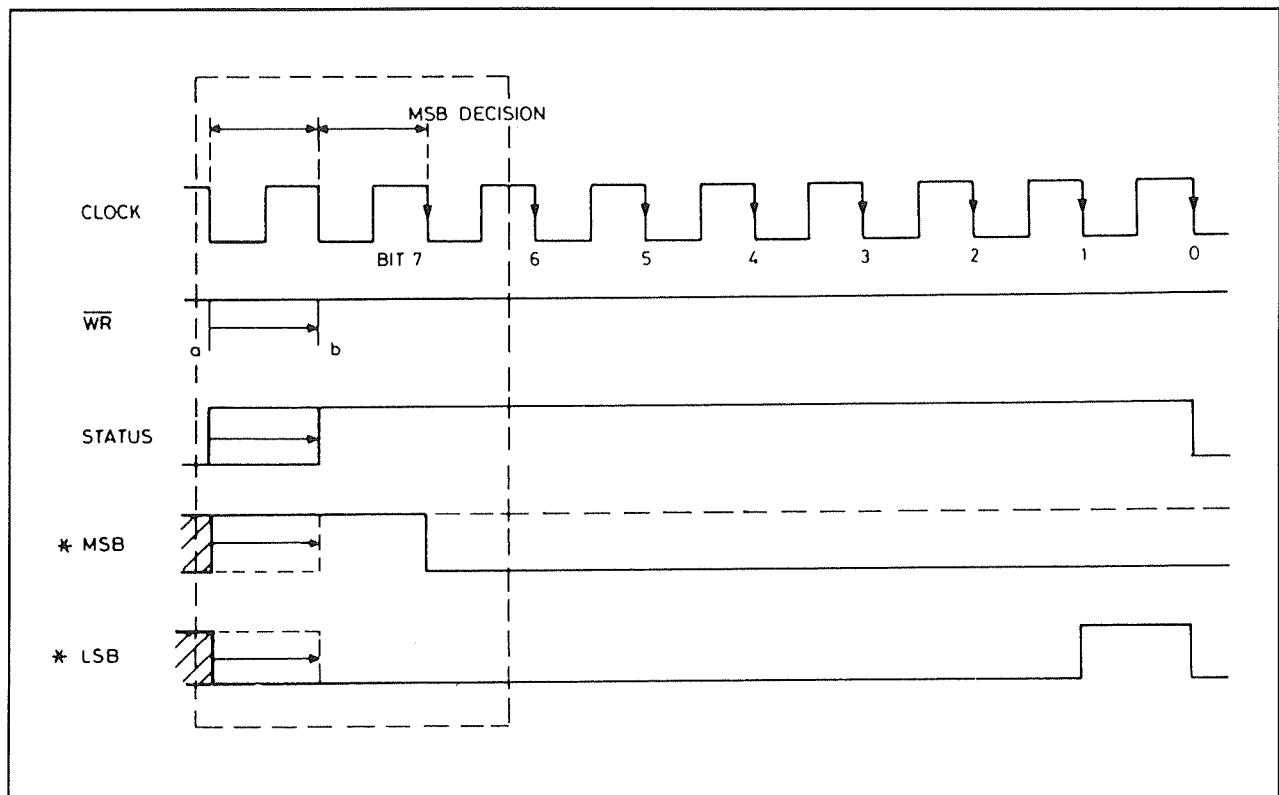 MSB DECISION
CLOCK
BIT 7 6 5 4 3 2 1 0
WR
a b
STATUS
* MSB
* LSB